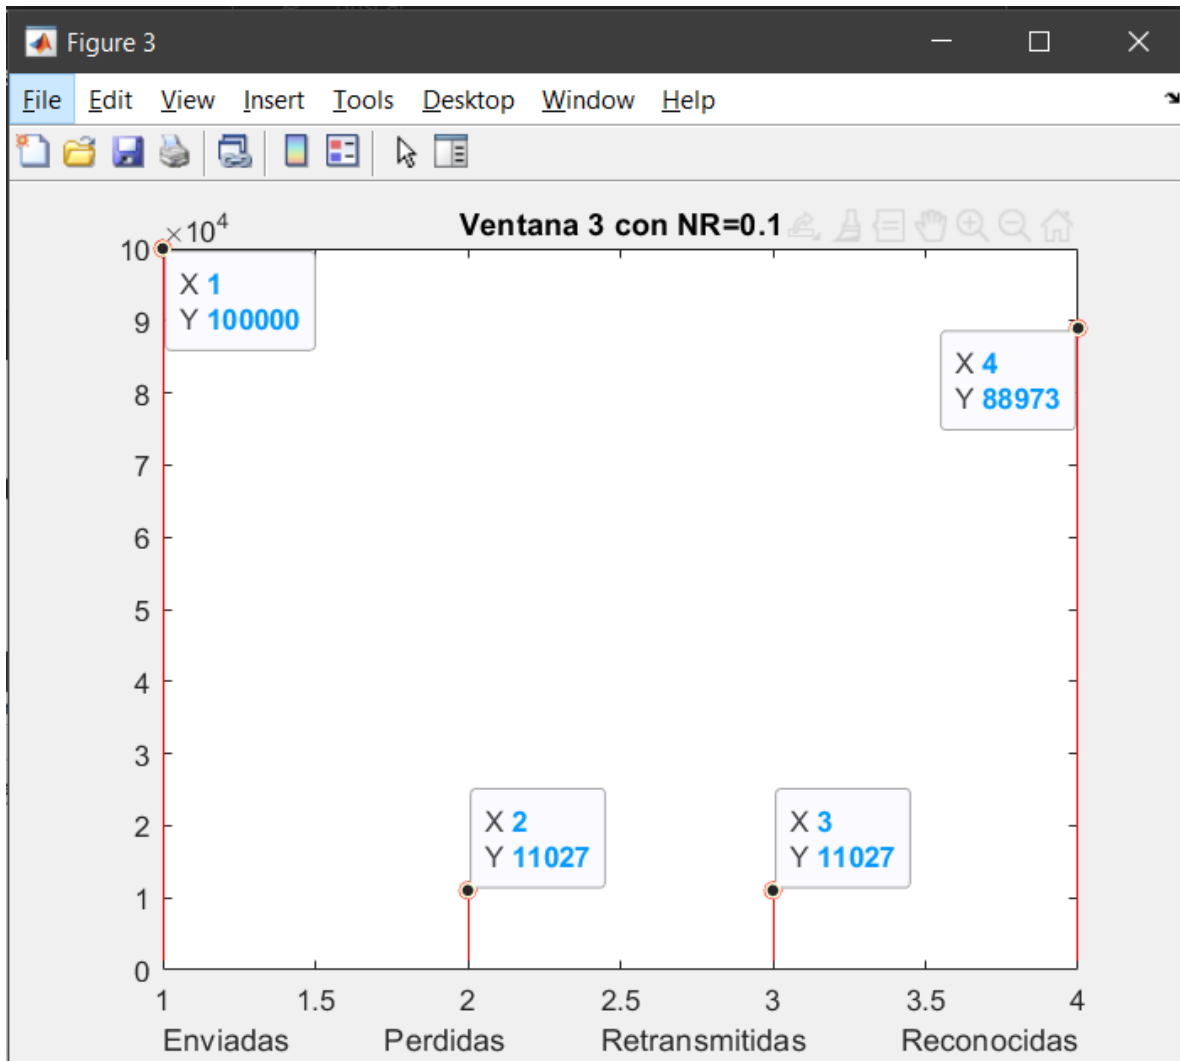 Figure 3
File Edit View Insert Tools Desktop Window Help
×10^4
Ventana 3 con NR=0.1
10
X 1
Y 100000
9
X 4
Y 88973
8
7
6
5
4
3
2
X 2
Y 11027
X 3
Y 11027
1
0
1 1.5 2 2.5 3 3.5 4
Enviadas Perdidas Retransmitidas Reconocidas